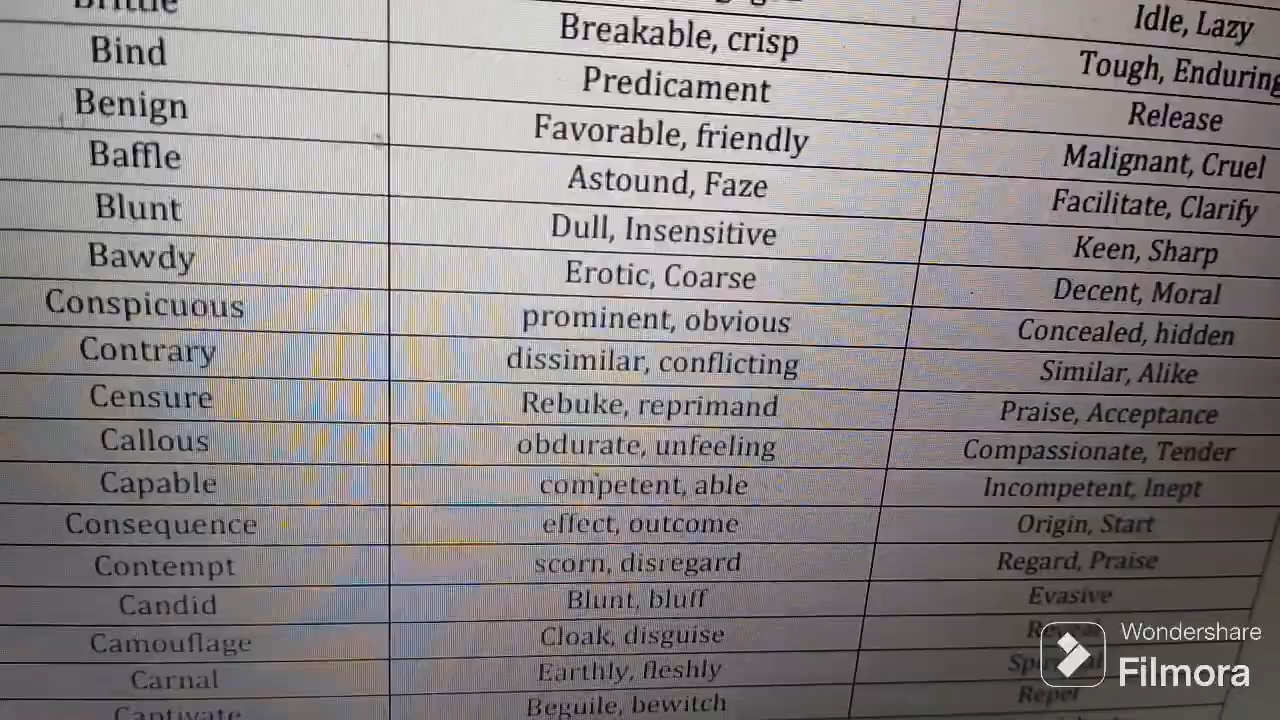 Idle, Lazy
Brittle Breakable, crisp Tough, Enduring
Bind Predicament Release
Benign Favorable, friendly Malignant, Cruel
Baffle Astound, Faze Facilitate, Clarify
Blunt Dull, Insensitive Keen, Sharp
Bawdy Erotic, Coarse Decent, Moral
Conspicuous prominent, obvious Concealed, hidden
Contrary dissimilar, conflicting Similar, Alike
Censure Rebuke, reprimand Praise, Acceptance
Callous obdurate, unfeeling Compassionate, Tender
Capable competent, able Incompetent, Inept
Consequence effect, outcome Origin, Start
Contempt scorn, disregard Regard, Praise
Candid Blunt, bluff Evasive
Camouflage Cloak, disguise
Carnal Earthly, fleshly
Captivate Beguile, bewitch Repel
Wondershare
Filmora